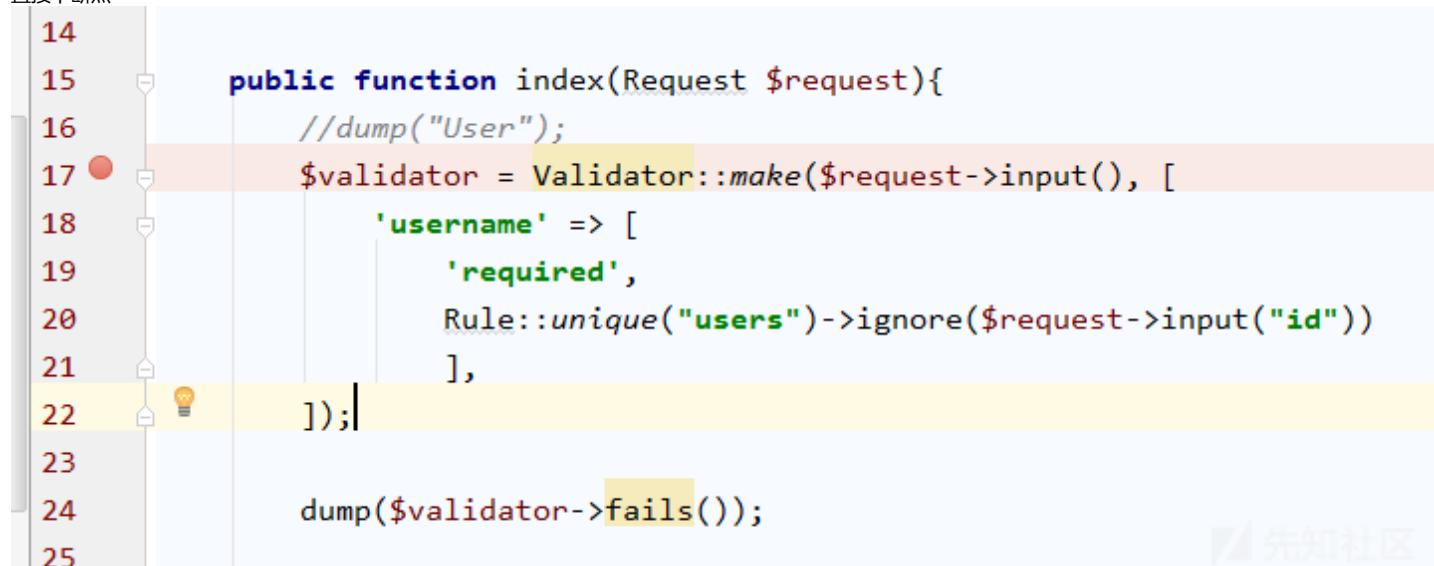 14
15 public function index(Request $request){
16 //dump("User");
17 $validator = Validator::make($request->input(), [
18 'username' => [
19 'required',
20 Rule::unique("users")->ignore($request->input("id"))
21 ],
22 ]);
23
24 dump($validator->fails());
25
先知社区